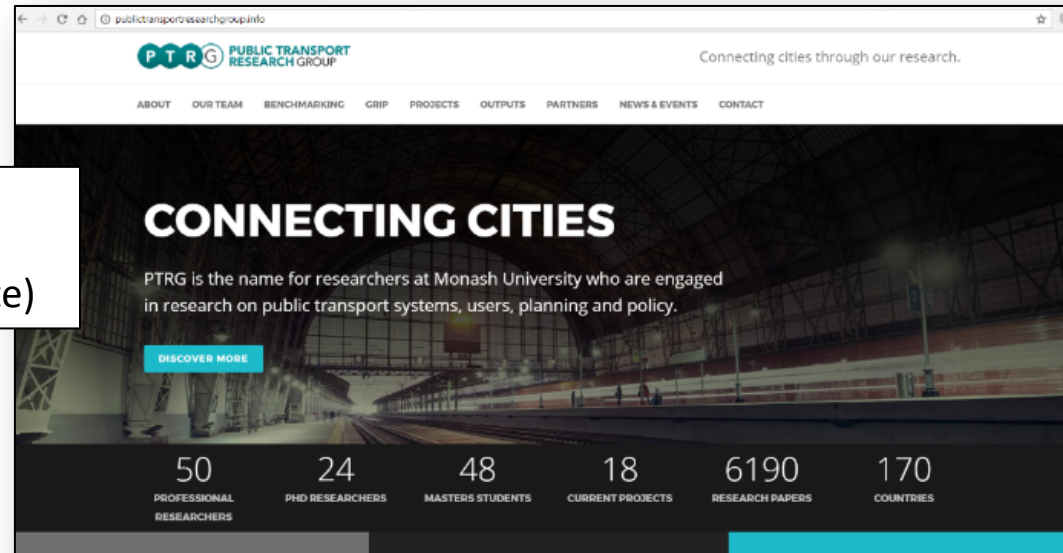 publictransportresearchgroup.info
PTRG PUBLIC TRANSPORT
RESEARCH GROUP
Connecting cities through our research.
ABOUT OUR TEAM BENCHMARKING GRIP PROJECTS OUTPUTS PARTNERS NEWS & EVENTS CONTACT
CONNECTING CITIES
PTRG is the name for researchers at Monash University who are engaged
in research on public transport systems, users, planning and policy.
DISCOVER MORE
50 24 48 18 6190 170
PROFESSIONAL PHD RESEARCHERS MASTERS STUDENTS CURRENT PROJECTS RESEARCH PAPERS COUNTRIES
RESEARCHERS